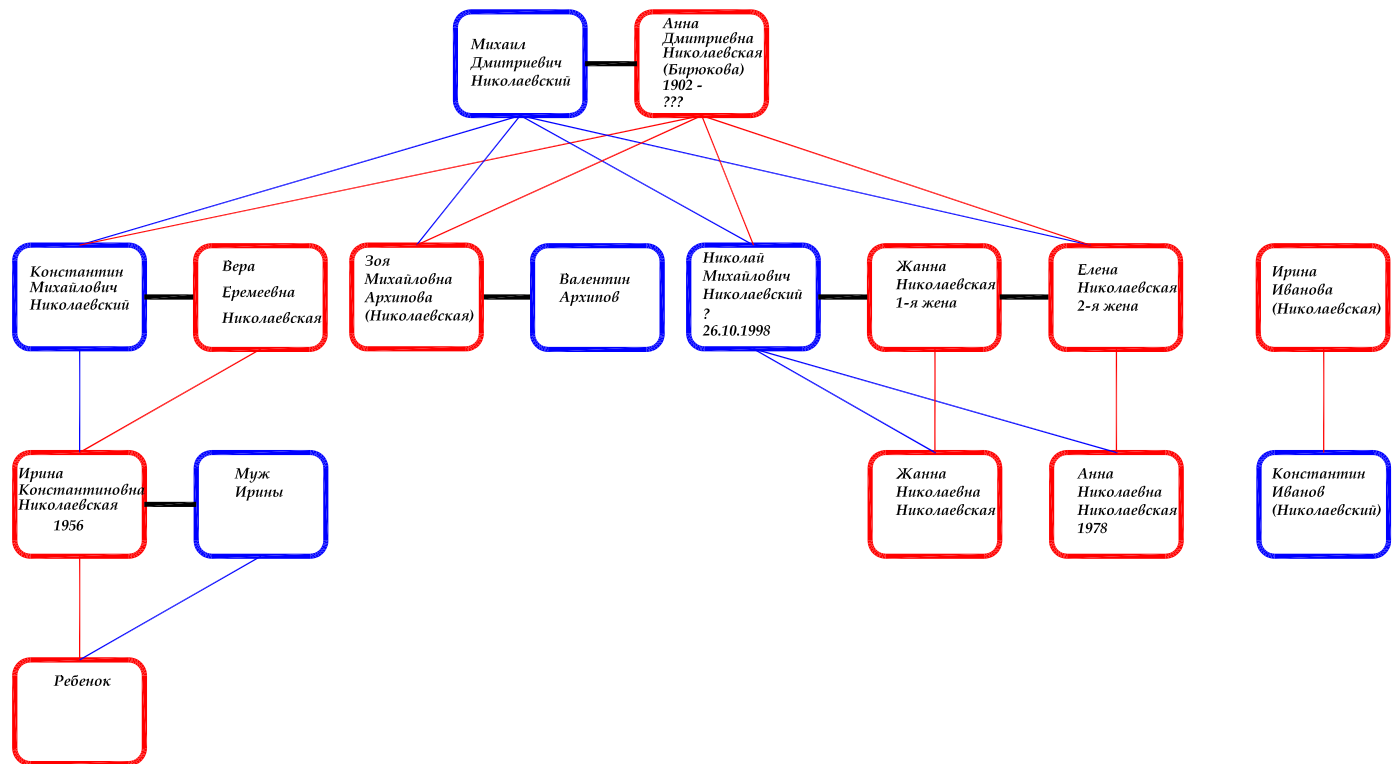 Михаил
Дмитриевич
Николаевский
Анна
Дмитриевна
Николаевская
(Бирюкова)
1902 -
???
Константин
Михайлович
Николаевский
Вера
Еремеевна
Николаевская
Зоя
Михайловна
Архипова
(Николаевская)
Валентин
Архипов
Николай
Михайлович
Николаевский
?
26.10.1998
Жанна
Николаевская
1-я жена
Елена
Николаевская
2-я жена
Ирина
Иванова
(Николаевская)
Ирина
Константиновна
Николаевская
1956
Муж
Ирины
Жанна
Николаевна
Николаевская
Анна
Николаевна
Николаевская
1978
Константин
Иванов
(Николаевский)
Ребенок